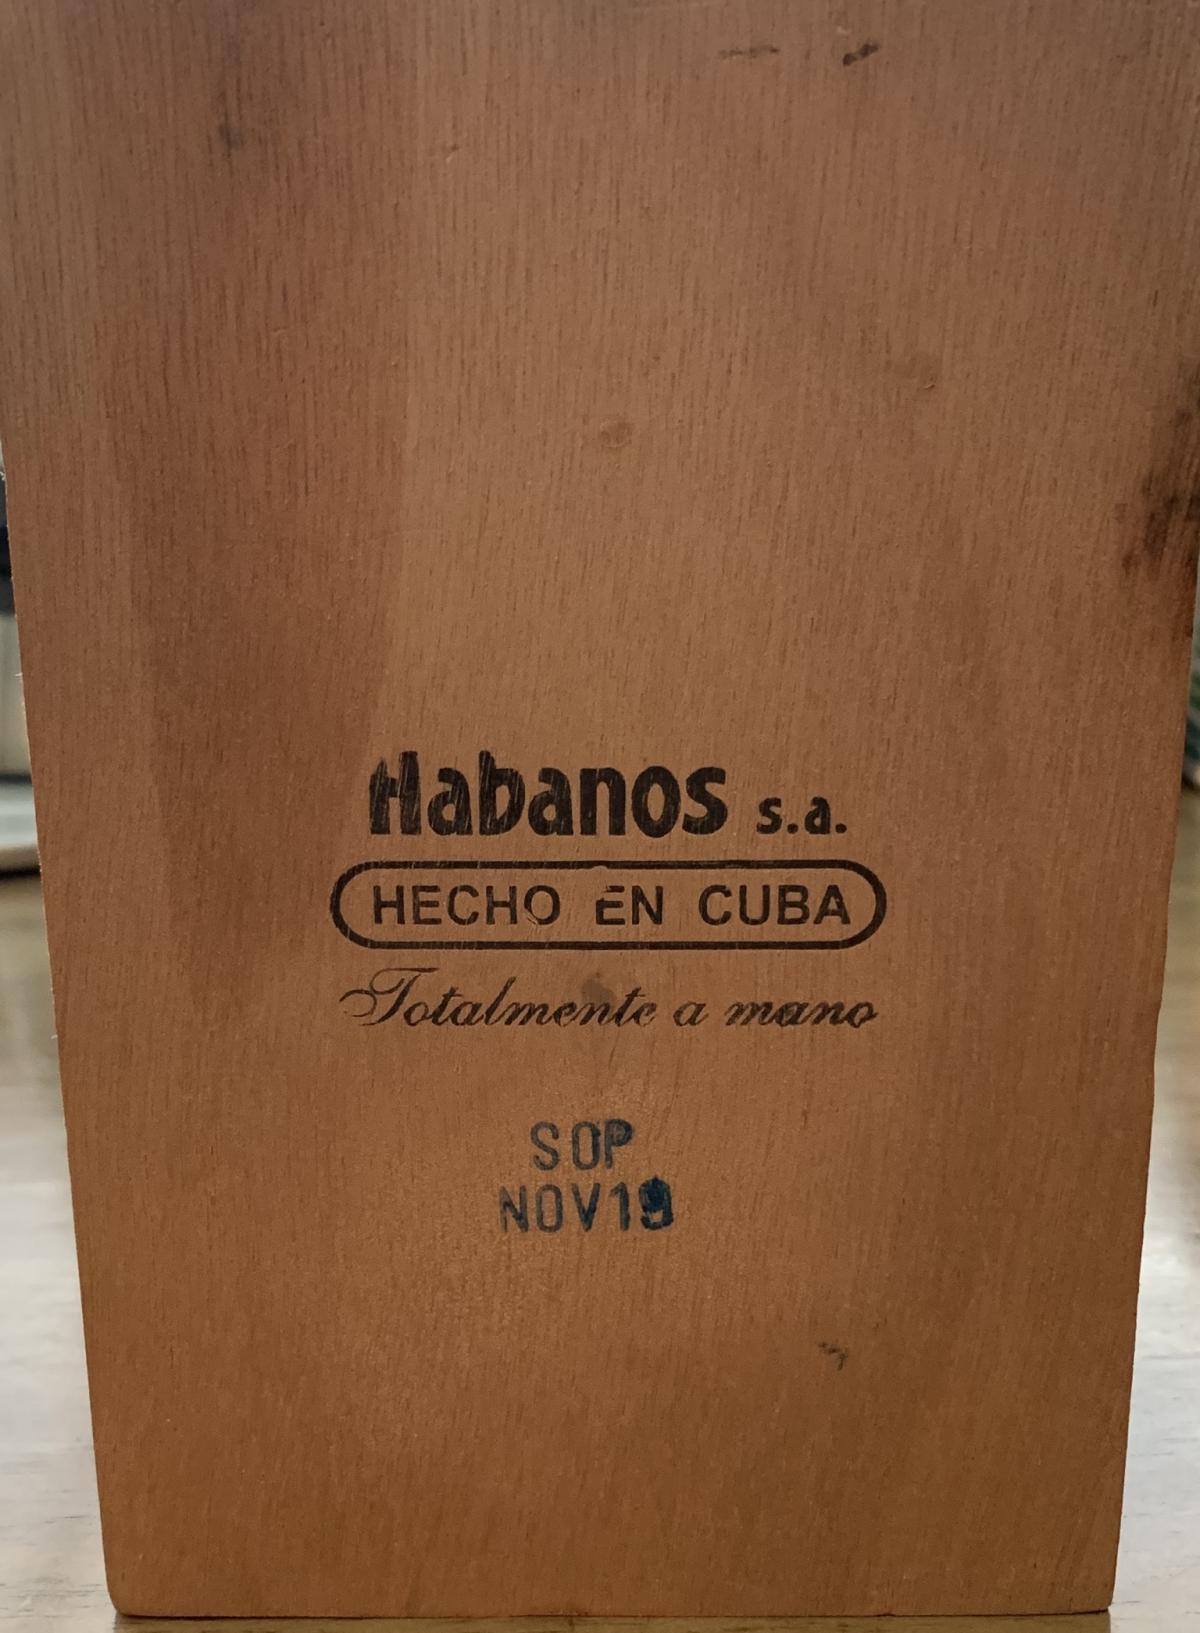 Habanos s.a.
HECHO EN CUBA
Totalmente a mano
SOP
NOV19